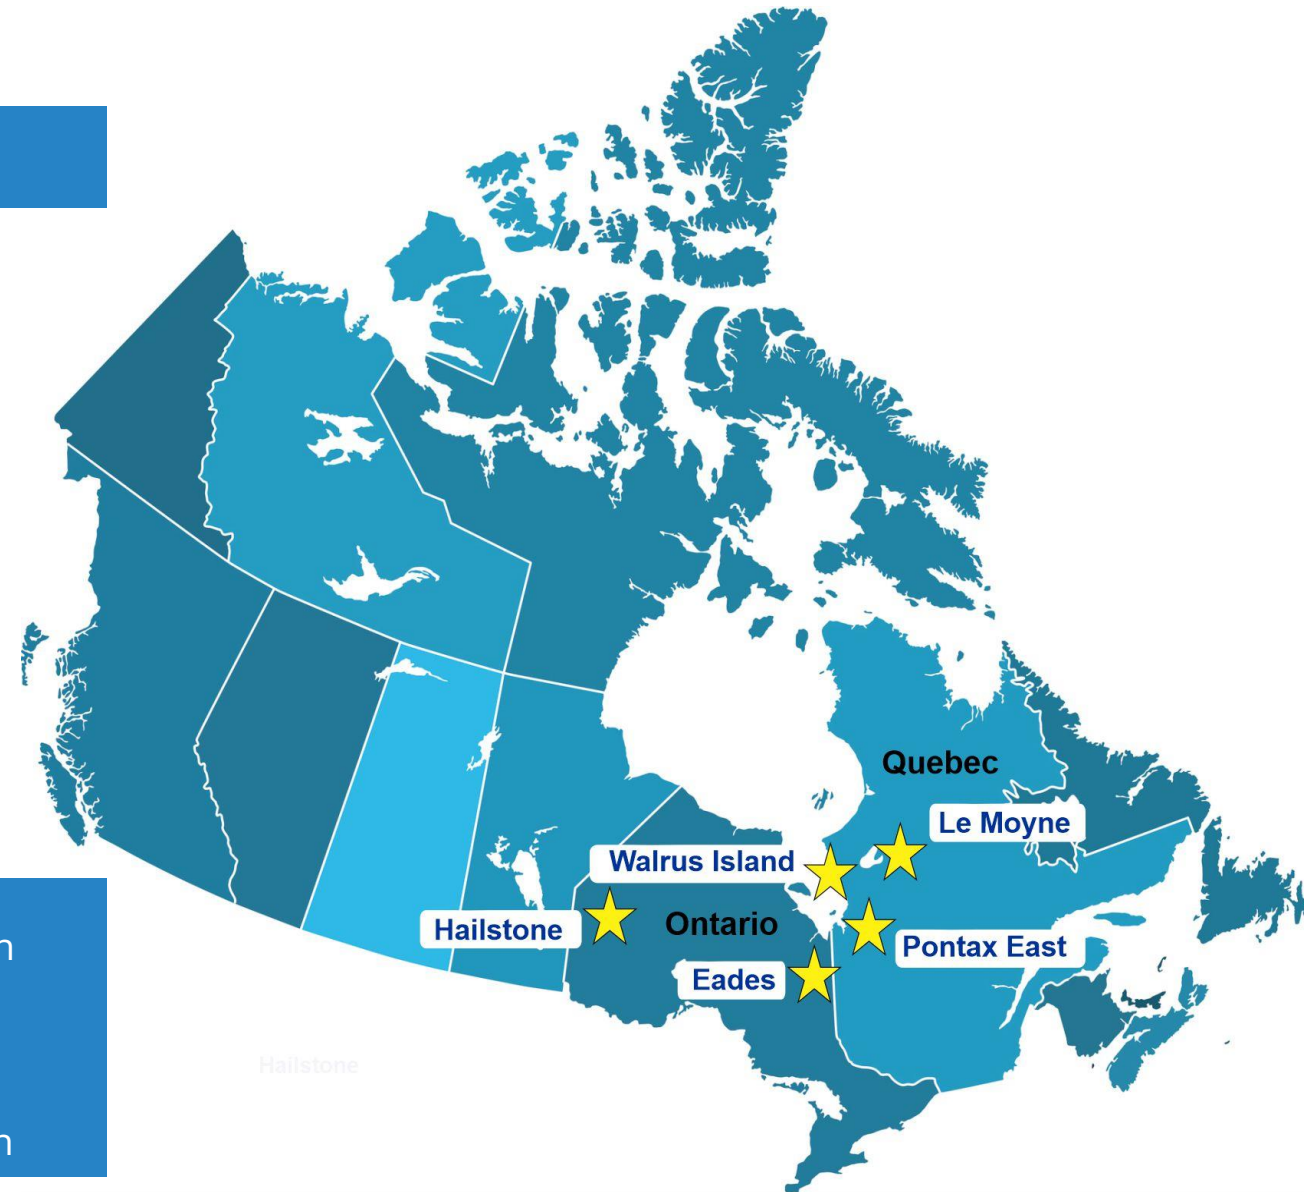 Quebec
Le Moyne
Walrus Island
Ontario
Hailstone
Pontax East
Eades
n
Hailstone
n